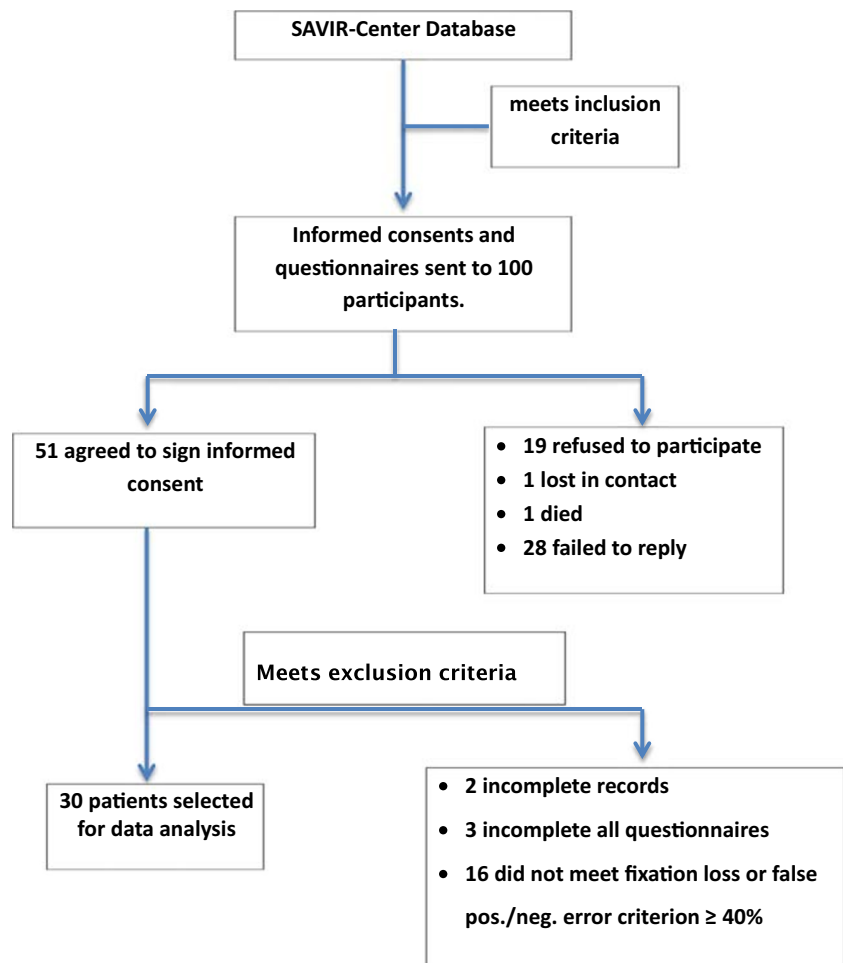 SAVIR-Center Database
meets inclusion
criteria
Informed consents and
questionnaires sent to 100
participants.
51 agreed to sign informed
consent
• 19 refused to participate
• 1 lost in contact
• 1 died
• 28 failed to reply
Meets exclusion criteria
30 patients selected
for data analysis
• 2 incomplete records
• 3 incomplete all questionnaires
• 16 did not meet fixation loss or false
pos./neg. error criterion ≥ 40%